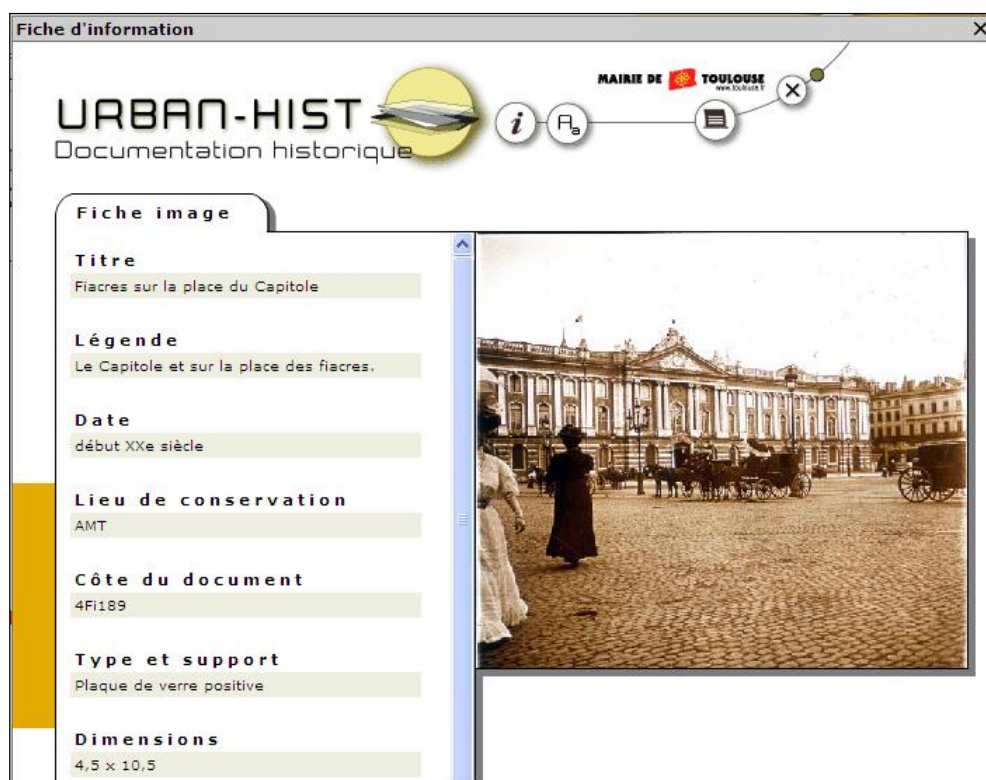 Fiche d'information
MAIRIE DE TOULOUSE
www.toulouse.fr
URBAN-HIST
Documentation historique
i
Aa
Fiche image
Titre
Fiacres sur la place du Capitole
Légende
Le Capitole et sur la place des fiacres.
Date
début XXe siècle
Lieu de conservation
AMT
Côte du document
4Fi189
Type et support
Plaque de verre positive
Dimensions
4,5 x 10,5